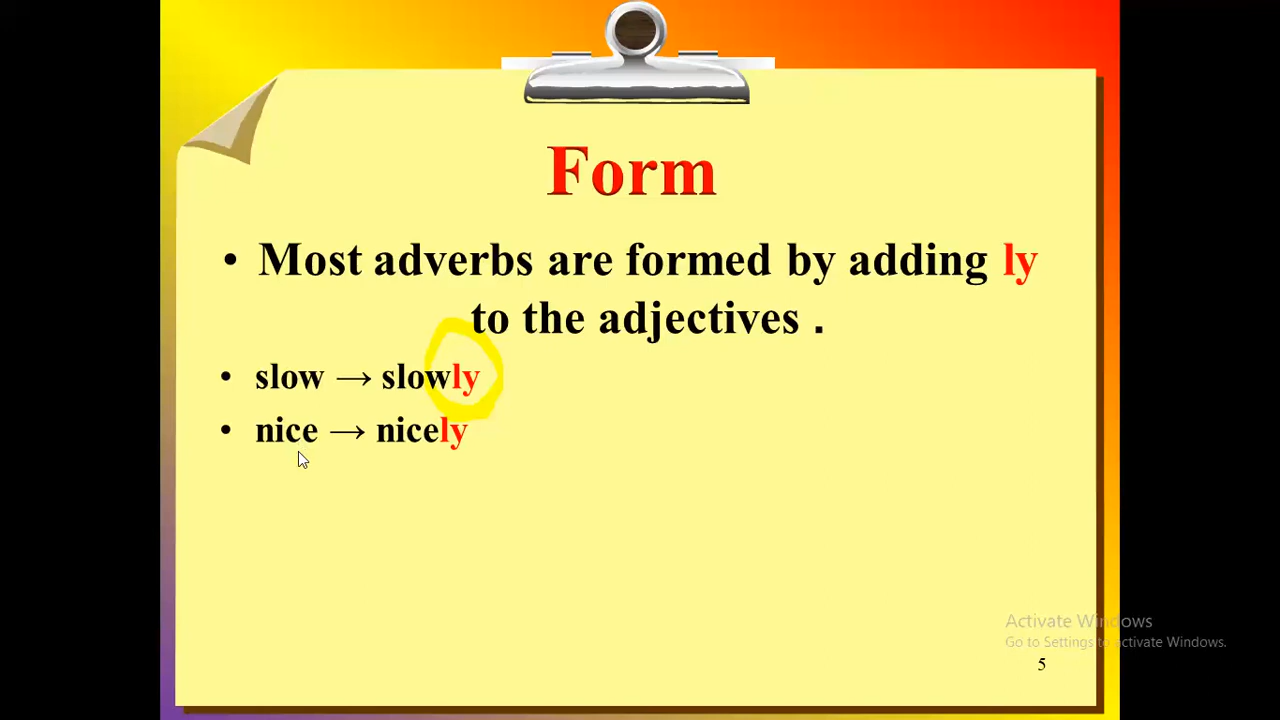 Form
• Most adverbs are formed by adding ly
to the adjectives .
• slow → slowly
• nice → nicely
Activate Windows
Go to Settings to activate Windows.
5